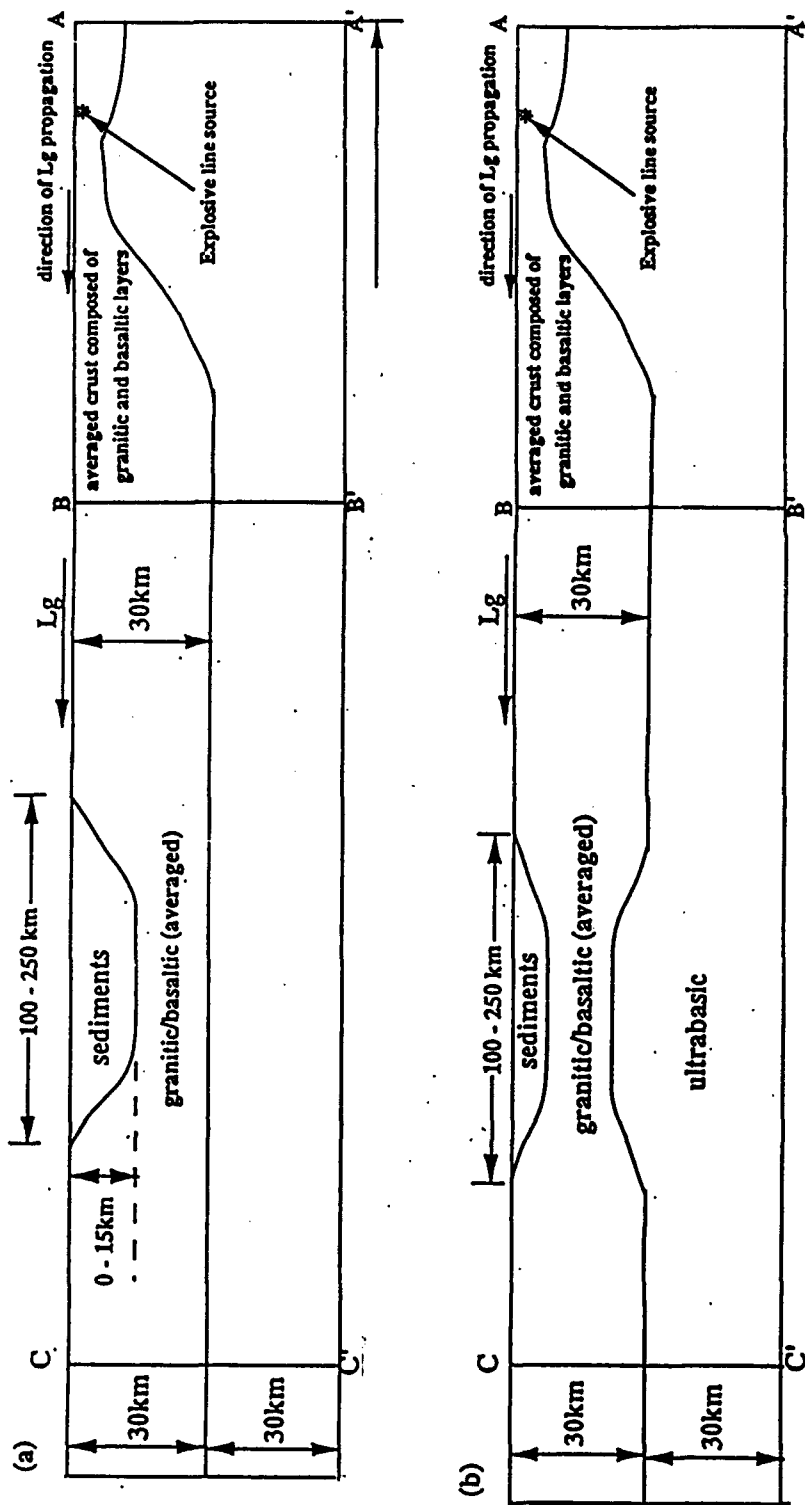 (a)
C
B
A
C'
B'
A'
100 - 250 km
0 - 15km
sediments
granitic/basaltic (averaged)
30km
30km
30km
Lg
direction of Lg propagation
averaged crust composed of
granitic and basaltic layers
Explosive line source
(b)
C
B
A
C'
B'
A'
100 - 250 km
sediments
granitic/basaltic (averaged)
ultrabasic
30km
30km
30km
Lg
direction of Lg propagation
averaged crust composed of
granitic and basaltic layers
Explosive line source